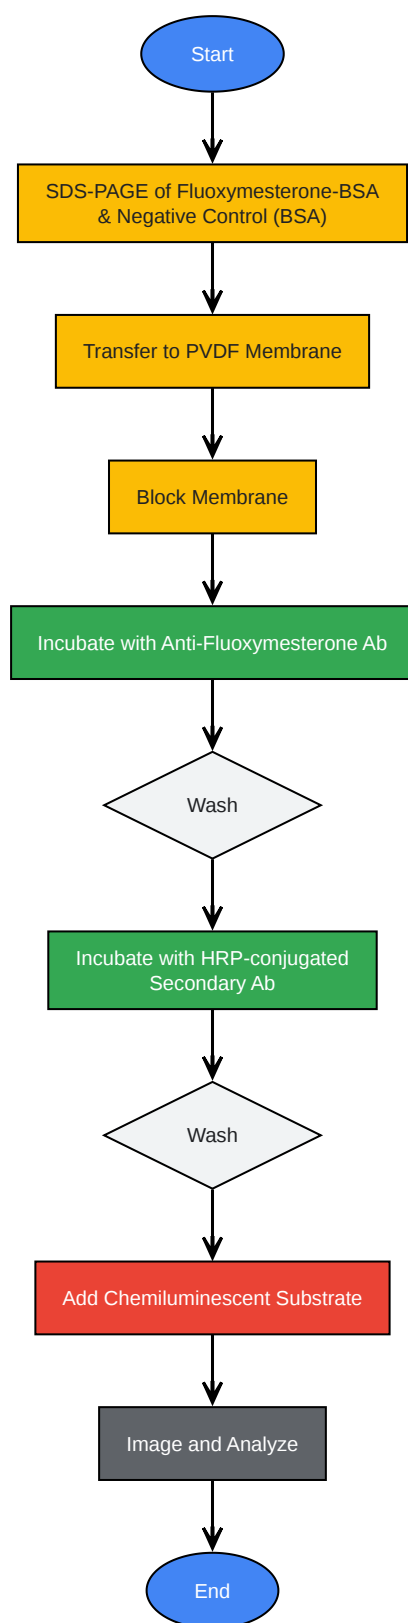 Start
SDS-PAGE of Fluoxymesterone-BSA
& Negative Control (BSA)
Transfer to PVDF Membrane
Block Membrane
Incubate with Anti-Fluoxymesterone Ab
Wash
Incubate with HRP-conjugated
Secondary Ab
Wash
Add Chemiluminescent Substrate
Image and Analyze
End